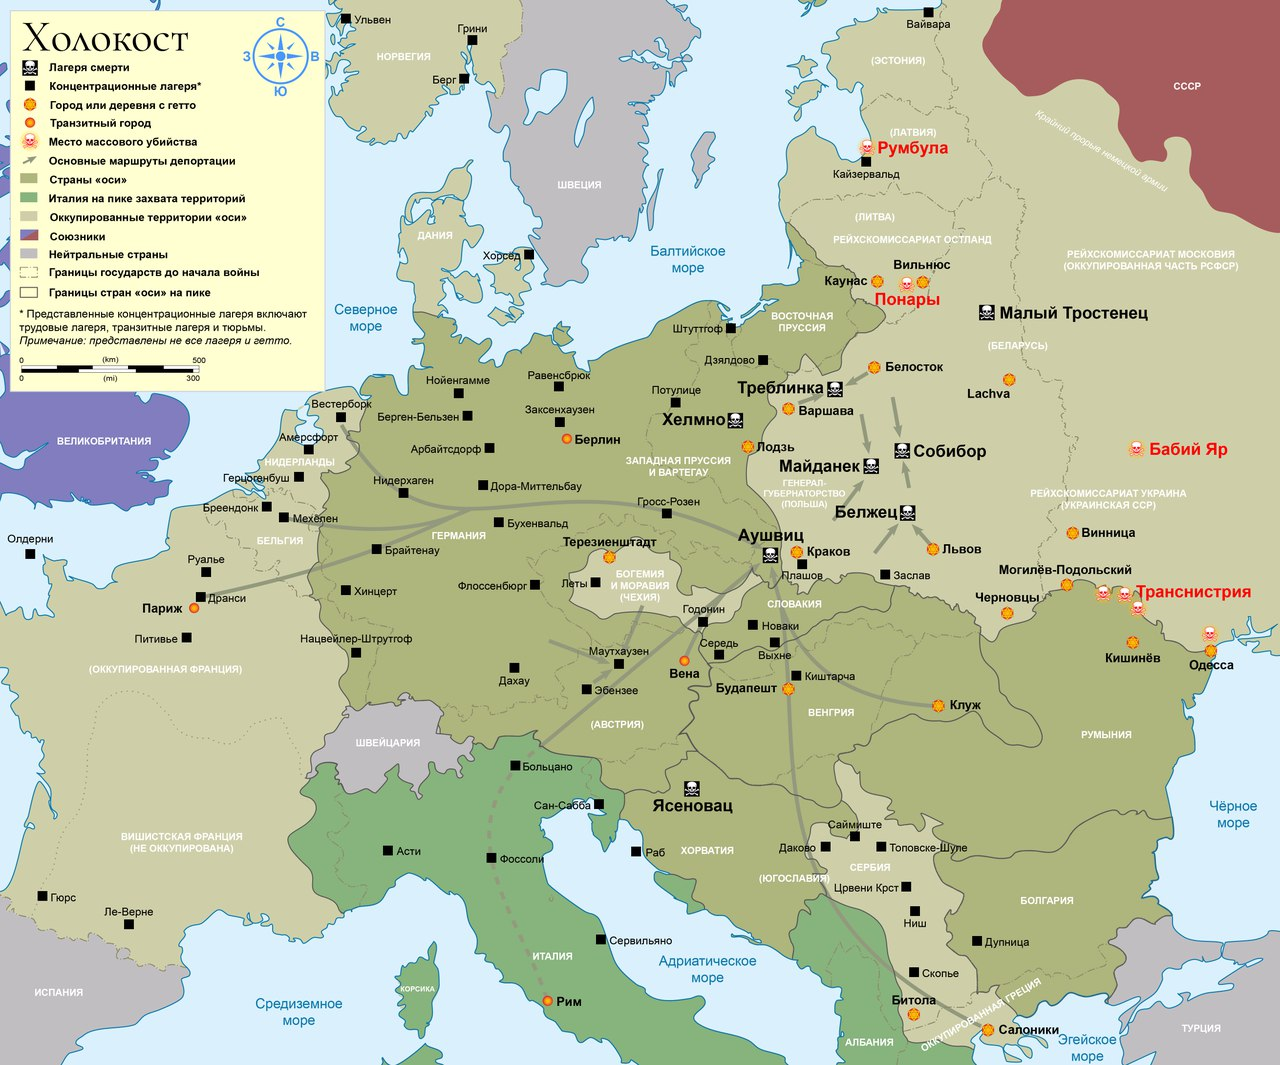 Холокост
С
З
В
Ю
Лагеря смерти
Концентрационные лагеря*
Город или деревня с гетто
Транзитный город
Место массового убийства
Основные маршруты депортации
Страны «оси»
Италия на пике захвата территорий
Оккупированные территории «оси»
Союзники
Нейтральные страны
Границы государств до начала войны
Границы стран «оси» на пике
* Представленные концентрационные лагеря включают
трудовые лагеря, транзитные лагеря и тюрьмы.
Примечание: представлены не все лагеря и гетто.
0
(km)
500
0
(mi)
300
Ульвен
Грини
НОРВЕГИЯ
Берг
Вайвара
(ЭСТОНИЯ)
СССР
Крайний прорыв немецкой армии
(ЛАТВИЯ)
Румбула
Кайзервальд
ШВЕЦИЯ
(ЛИТВА)
РЕЙХСКОМИССАРИАТ ОСТЛАНД
ДАНИЯ
Хорсёд
Балтийское
море
РЕЙХСКОМИССАРИАТ МОСКОВИЯ
(ОККУПИРОВАННАЯ ЧАСТЬ РСФСР)
Вильнюс
Каунас
Понары
Северное
море
Малый Тростенец
ВОСТОЧНАЯ
ПРУССИЯ
Штуттгоф
(БЕЛАРУСЬ)
Дзялдово
Белосток
Нойенгамме
Равенсбрюк
Потулице
Треблинка
Lachva
Вестерборк
Берген-Бельзен
Заксенхаузен
Хелмно
Варшава
Берлин
ВЕЛИКОБРИТАНИЯ
Амерсфорт
Арбайтсдорф
Лодзь
Собибор
Бабий Яр
НИДЕРЛАНДЫ
ЗАПАДНАЯ ПРУССИЯ
И ВАРТЕГАУ
Майданек
Герцогенбуш
Нидерхаген
Дора-Миттельбау
ГЕНЕРАЛ-
ГУБЕРНАТОРСТВО
(ПОЛЬША)
РЕЙХСКОМИССАРИАТ УКРАИНА
(УКРАИНСКАЯ ССР)
Бреендонк
Мехелен
Гросс-Розен
Белжец
Бухенвальд
Олдерни
БЕЛЬГИЯ
ГЕРМАНИЯ
Аушвиц
Винница
Брайтенау
Терезиенштадт
Краков
Львов
Руалье
Плашов
Заслав
Могилёв-Подольский
Флоссенбюрг
Леты
БОГЕМИЯ
И МОРАВИЯ
(ЧЕХИЯ)
Хинцерт
Транснистрия
Дранси
Париж
СЛОВАКИЯ
Черновцы
Годонин
Питивье
Нацвейлер-Штрутгоф
Новаки
Середь
Выхне
Маутхаузен
Кишинёв
Одесса
(ОККУПИРОВАННАЯ ФРАНЦИЯ)
Дахау
Вена
Киштарча
Эбензее
Будапешт
Клуж
ВЕНГРИЯ
(АВСТРИЯ)
РУМЫНИЯ
ШВЕЙЦАРИЯ
Больцано
Ясеновац
Сан-Сабба
Чёрное
море
ВИШИСТСКАЯ ФРАНЦИЯ
(НЕ ОККУПИРОВАНА)
Саймиште
Асти
Раб
ХОРВАТИЯ
Даково
Топовске-Шупе
Фоссоли
СЕРБИЯ
(ЮГОСЛАВИЯ)
Црвени Крст
Гюрс
БОЛГАРИЯ
Ле-Верне
Ниш
Сервильяно
Дупница
ИТАЛИЯ
Адриатическое
море
Скопье
ИСПАНИЯ
КОРСИКА
Средиземное
море
Рим
Битола
ОККУПИРОВАННАЯ ГРЕЦИЯ
Салоники
АЛБАНИЯ
Эгейское
море
ТУРЦИЯ